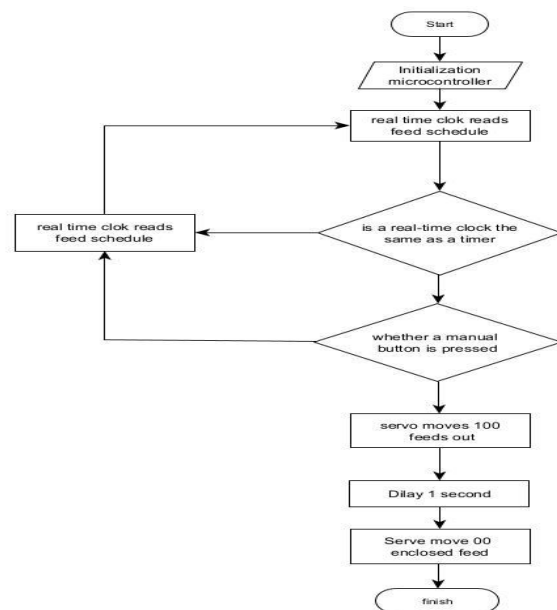 Start
Initialization
microcontroller
real time clok reads
feed schedule
real time clok reads
feed schedule
is a real-time clock the
same as a timer
whether a manual
button is pressed
servo moves 100
feeds out
Dilay 1 second
Serve move 00
enclosed feed
finish